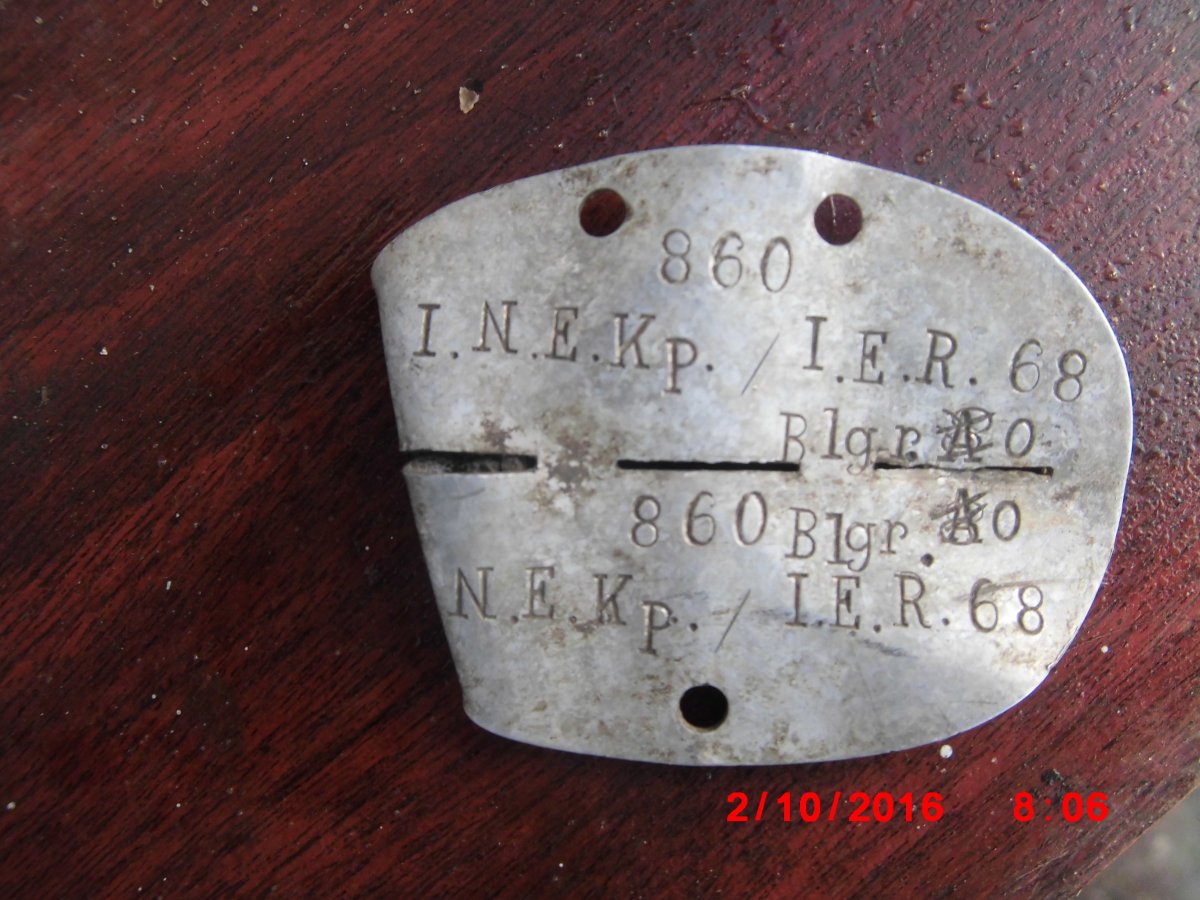 860
I.N.E.Kp. / I.E.R. 68
Blgr. O
860 Blgr. O
N.E.Kp. / I.E.R. 68
2/10/2016 8:06